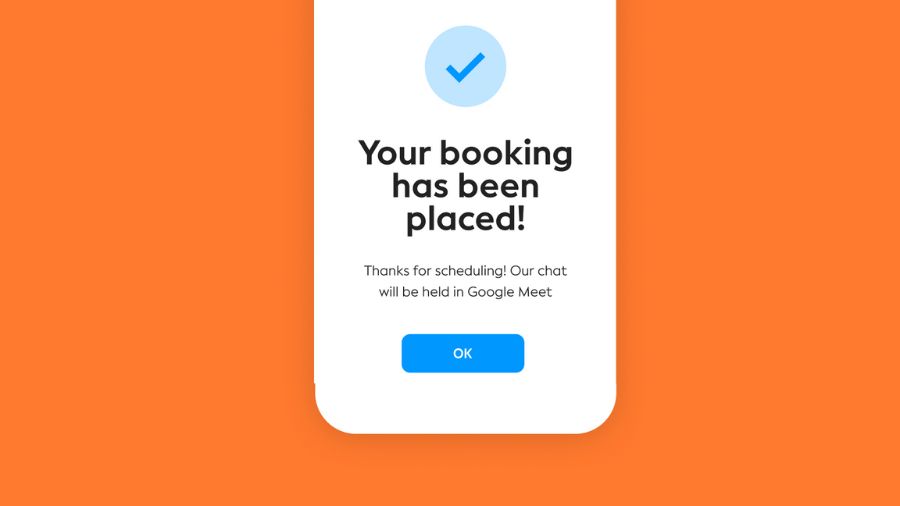 Your booking
has been
placed!
Thanks for scheduling! Our chat
will be held in Google Meet
OK